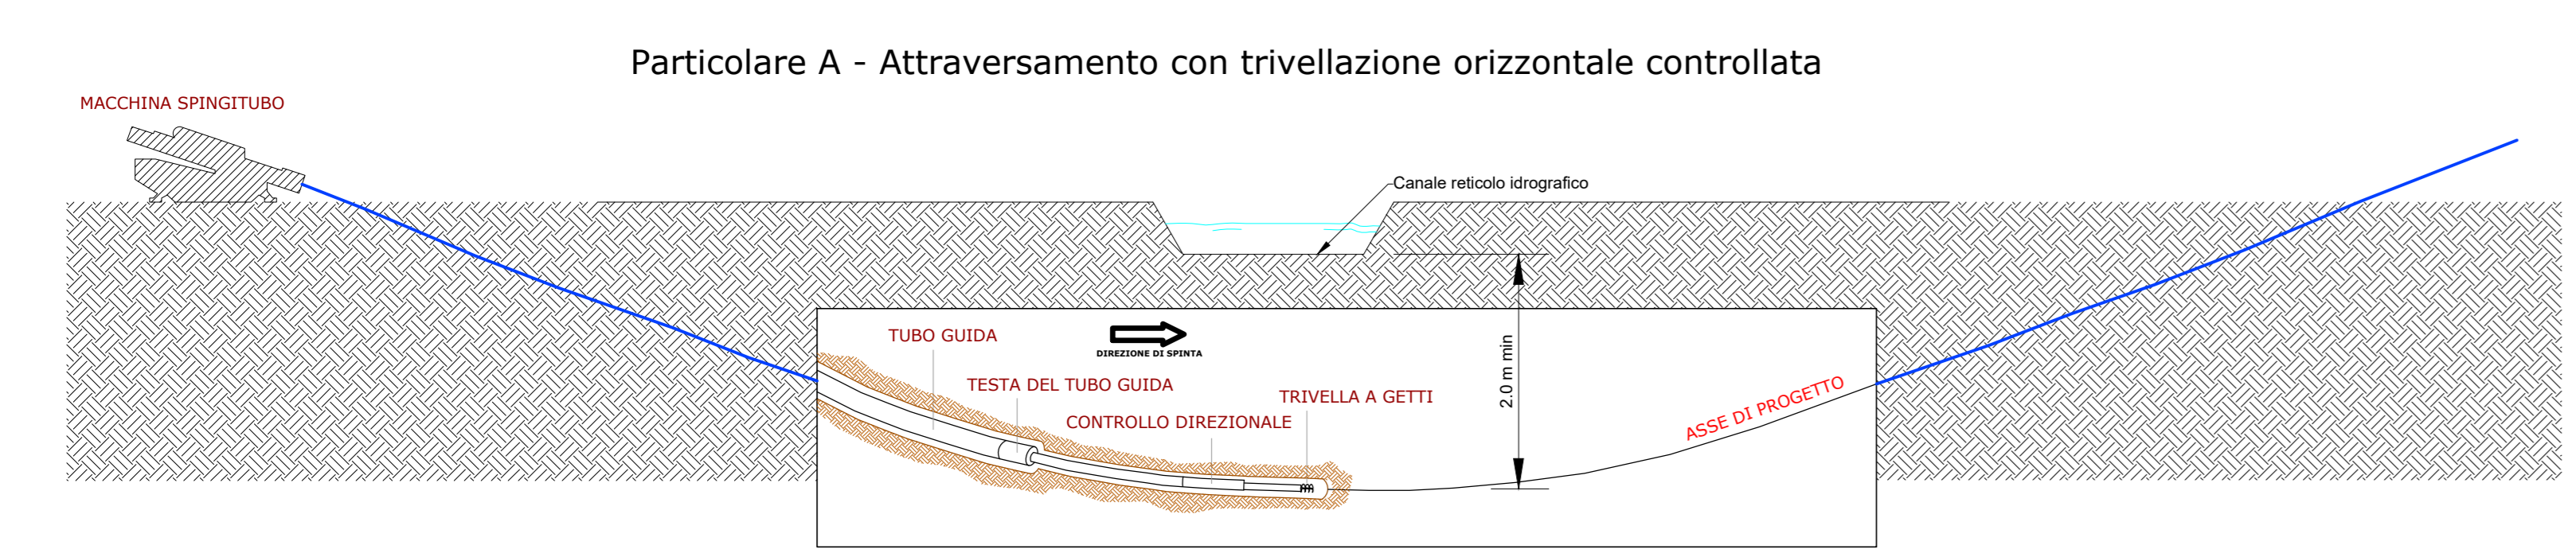 Particolare A - Attraversamento con trivellazione orizzontale controllata
MACCHINA SPINGITUBO
Canale reticolo idrografico
TUBO GUIDA
DIREZIONE DI SPINTA
TESTA DEL TUBO GUIDA
TRIVELLA A GETTI
CONTROLLO DIREZIONALE
2.0 m min
ASSE DI PROGETTO